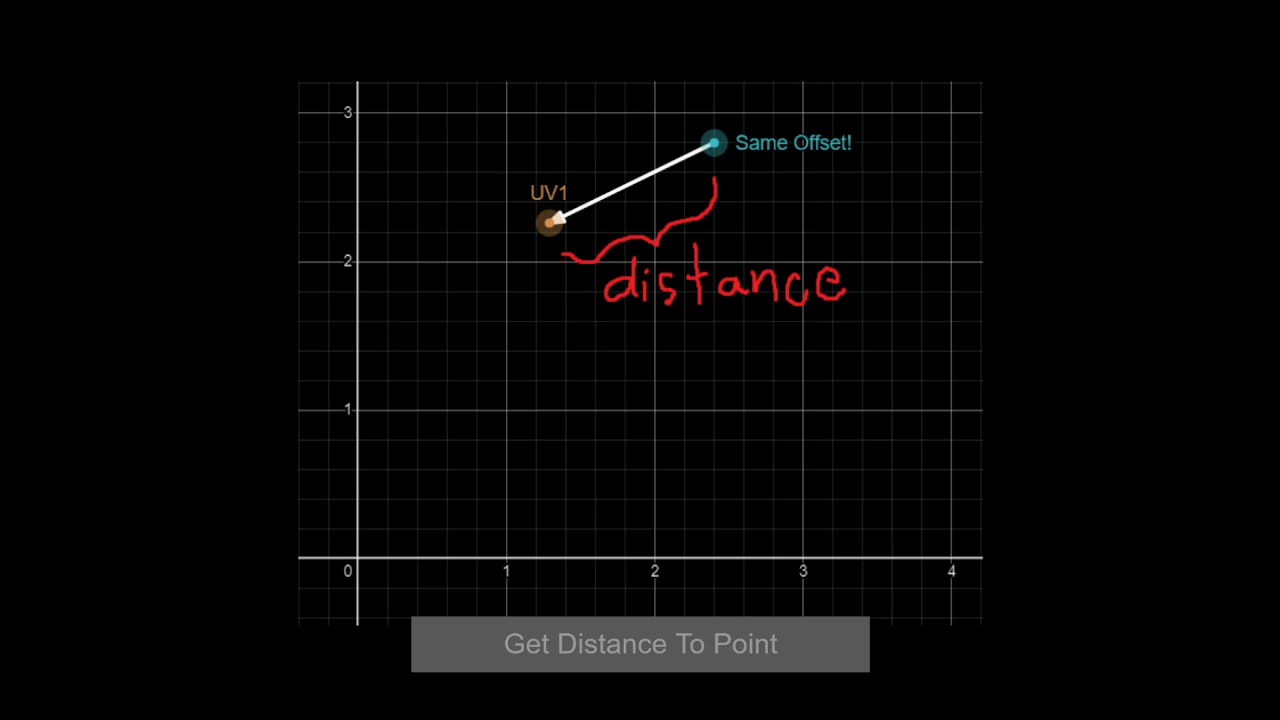 3
Same Offset!
UV1
2
distance
1
0 1 2 3 4
Get Distance To Point